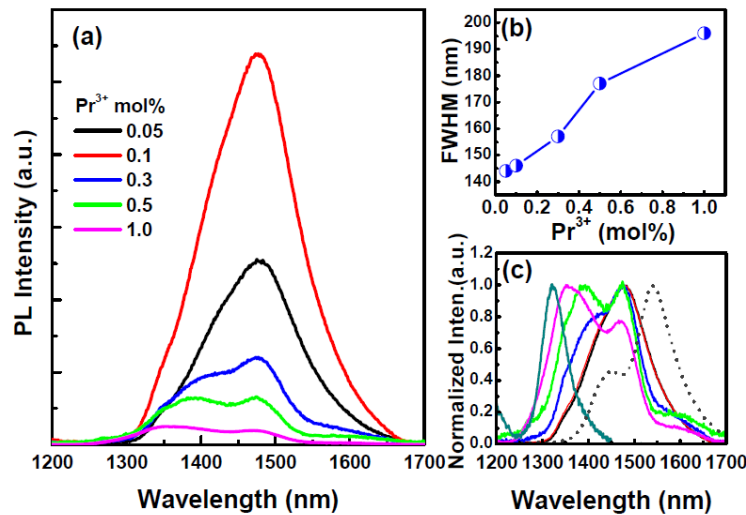 (a)
Pr³⁺ mol%
0.05
0.1
0.3
0.5
1.0
PL Intensity (a.u.)
1200 1300 1400 1500 1600 1700
Wavelength (nm)
(b)
FWHM (nm)
200
190
180
170
160
150
140
0.0 0.2 0.4 0.6 0.8 1.0
Pr³⁺ (mol%)
(c)
Normalized Inten.(a.u.)
1.2
1.0
0.8
0.6
0.4
0.2
0.0
1200 1300 1400 1500 1600 1700
Wavelength (nm)